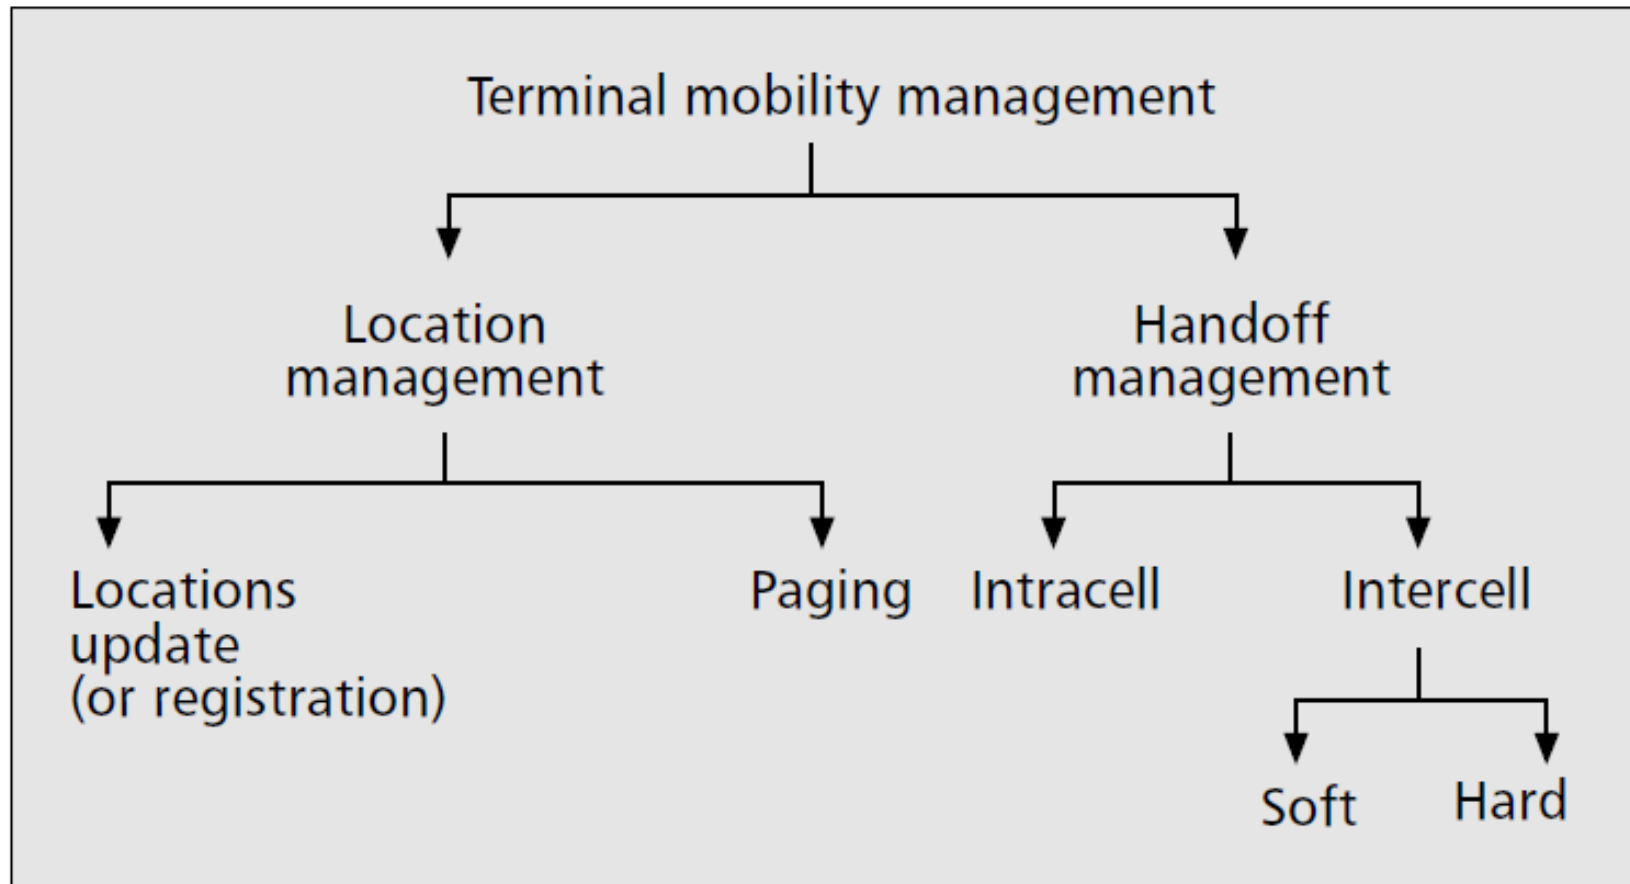 Terminal mobility management
Location
management
Handoff
management
Locations
update
(or registration)
Paging
Intracell
Intercell
Soft
Hard